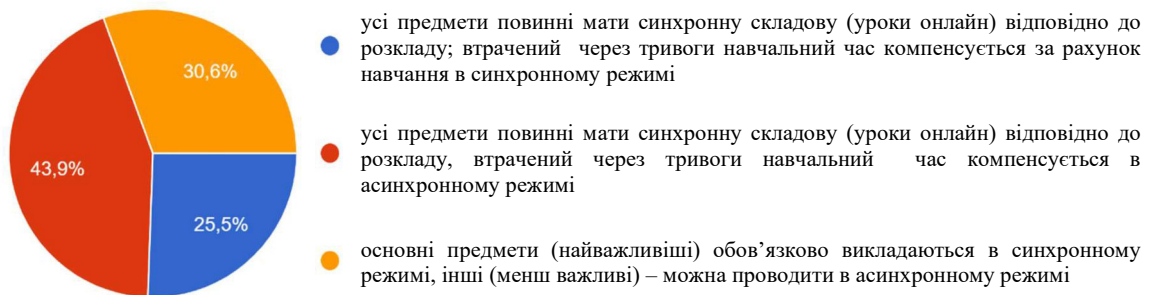 усі предмети повинні мати синхронну складову (уроки онлайн) відповідно до
розкладу; втрачений через тривоги навчальний час компенсується за рахунок
навчання в синхронному режимі
30,6%
усі предмети повинні мати синхронну складову (уроки онлайн) відповідно до
розкладу, втрачений через тривоги навчальний час компенсується в
асинхронному режимі
43,9%
25,5%
основні предмети (найважливіші) обов’язково викладаються в синхронному
режимі, інші (менш важливі) – можна проводити в асинхронному режимі